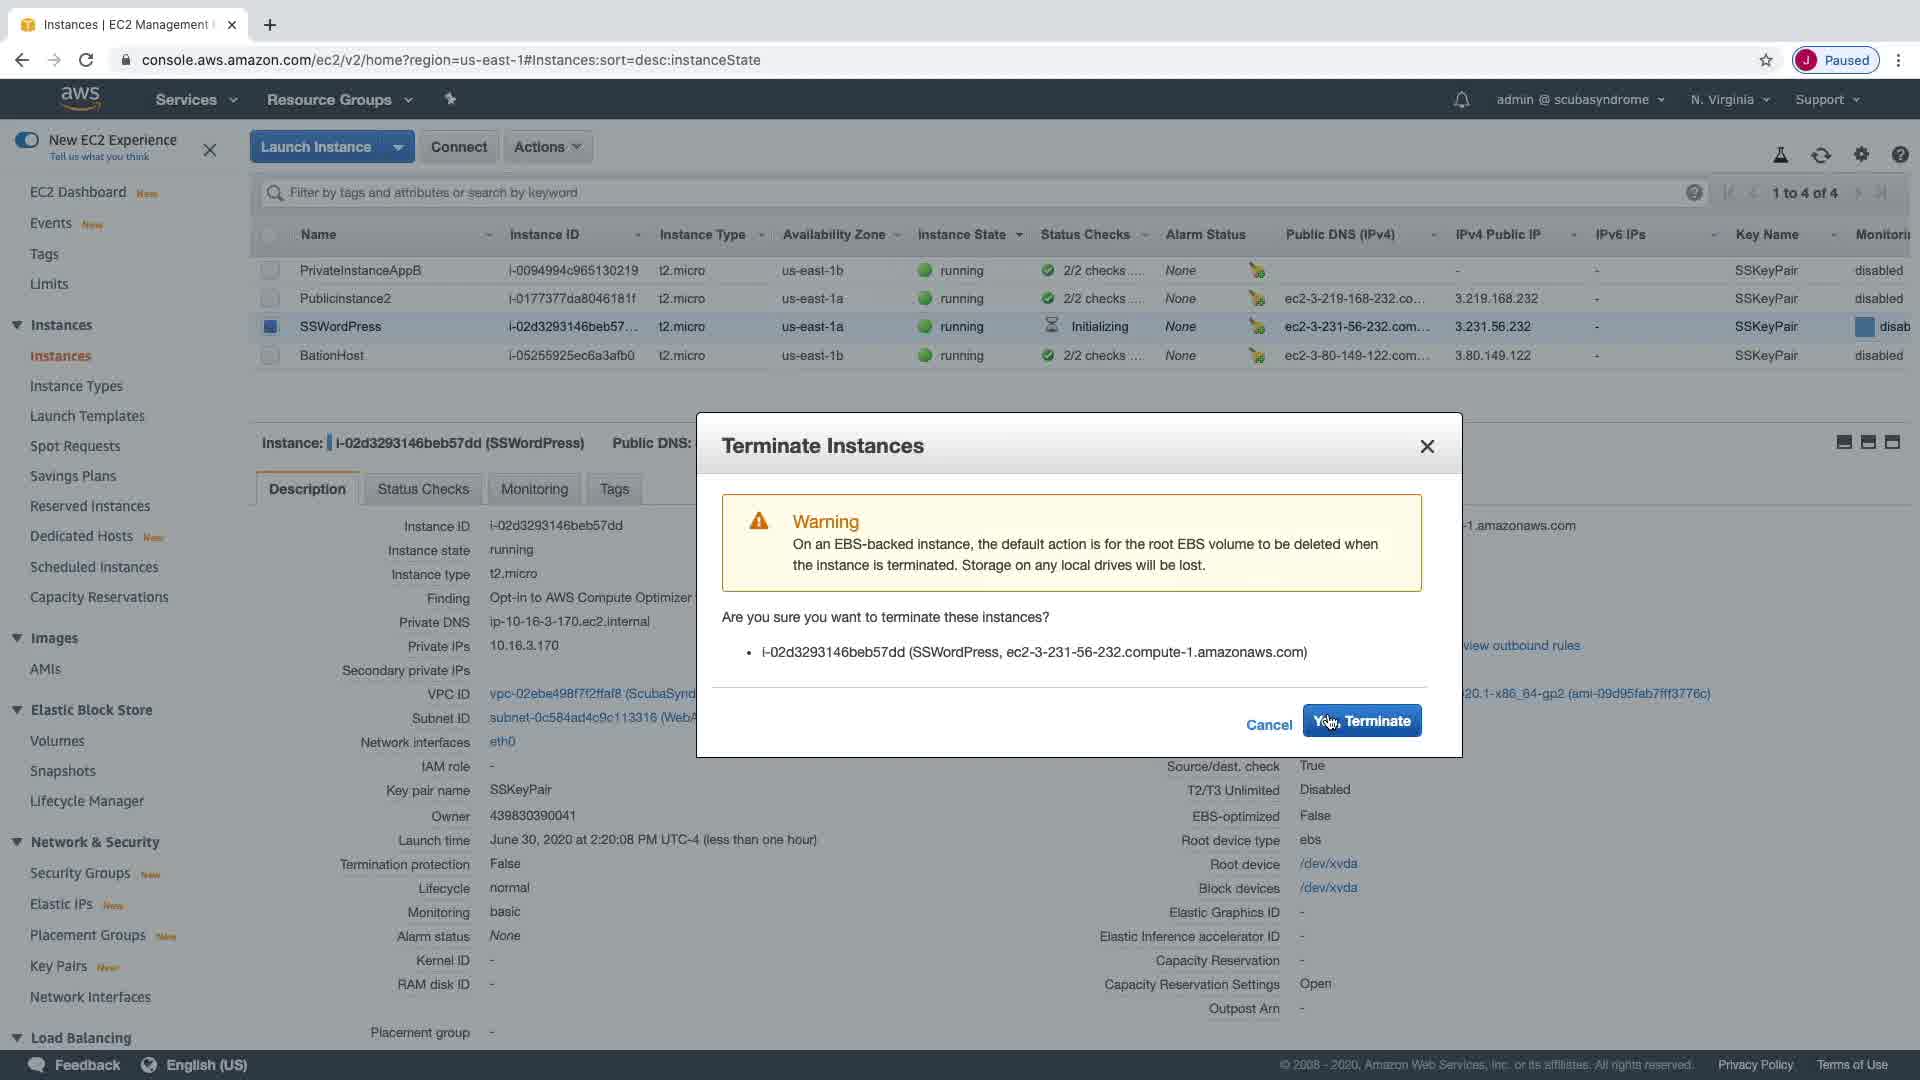 Instances | EC2 Management
console.aws.amazon.com/ec2/v2/home?region=us-east-1#Instances:sort=desc:instanceState
J Paused
aws Services Resource Groups admin @ scubasyndrome N. Virginia Support
New EC2 Experience
Tell us what you think
Launch Instance Connect Actions
EC2 Dashboard New
Events New
Tags
Limits
Instances
Instances
Instance Types
Launch Templates
Spot Requests
Savings Plans
Reserved Instances
Dedicated Hosts New
Scheduled Instances
Capacity Reservations
Images
AMIs
Elastic Block Store
Volumes
Snapshots
Lifecycle Manager
Network & Security
Security Groups New
Elastic IPs New
Placement Groups New
Key Pairs New
Network Interfaces
Load Balancing
Filter by tags and attributes or search by keyword 1 to 4 of 4
Name Instance ID Instance Type Availability Zone Instance State Status Checks Alarm Status Public DNS (IPv4) IPv4 Public IP IPv6 IPs Key Name Monitorin
PrivateInstanceAppB i-0094994c965130219 t2.micro us-east-1b running 2/2 checks ... None - - SSKeyPair disabled
PublicInstance2 i-0177377da8046181f t2.micro us-east-1a running 2/2 checks ... None ec2-3-219-168-232.co... 3.219.168.232 - SSKeyPair disabled
SSWordPress i-02d3293146beb57... t2.micro us-east-1a running Initializing None ec2-3-231-56-232.com... 3.231.56.232 - SSKeyPair disab
BationHost i-05255925ec6a3afb0 t2.micro us-east-1b running 2/2 checks ... None ec2-3-80-149-122.com... 3.80.149.122 - SSKeyPair disabled
Instance: i-02d3293146beb57dd (SSWordPress) Public DNS:
Description Status Checks Monitoring Tags
Instance ID i-02d3293146beb57dd -1.amazonaws.com
Instance state running
Instance type t2.micro
Finding Opt-in to AWS Compute Optimizer
Private DNS ip-10-16-3-170.ec2.internal
Private IPs 10.16.3.170 view outbound rules
Secondary private IPs
VPC ID vpc-02ebe498f7f2ffaf8 (ScubaSynd 20.1-x86_64-gp2 (ami-09d95fab7fff3776c)
Subnet ID subnet-0c584ad4c9c113316 (WebA
Network interfaces eth0
IAM role - Source/dest. check True
Key pair name SSKeyPair T2/T3 Unlimited Disabled
Owner 439830390041 EBS-optimized False
Launch time June 30, 2020 at 2:20:08 PM UTC-4 (less than one hour) Root device type ebs
Termination protection False Root device /dev/xvda
Lifecycle normal Block devices /dev/xvda
Monitoring basic Elastic Graphics ID -
Alarm status None Elastic Inference accelerator ID -
Kernel ID - Capacity Reservation -
RAM disk ID - Capacity Reservation Settings Open
Outpost Arn -
Placement group -
Terminate Instances
Warning
On an EBS-backed instance, the default action is for the root EBS volume to be deleted when
the instance is terminated. Storage on any local drives will be lost.
Are you sure you want to terminate these instances?
• i-02d3293146beb57dd (SSWordPress, ec2-3-231-56-232.compute-1.amazonaws.com)
Cancel Terminate
Feedback English (US) © 2008 - 2020, Amazon Web Services, Inc. or its affiliates. All rights reserved. Privacy Policy Terms of Use